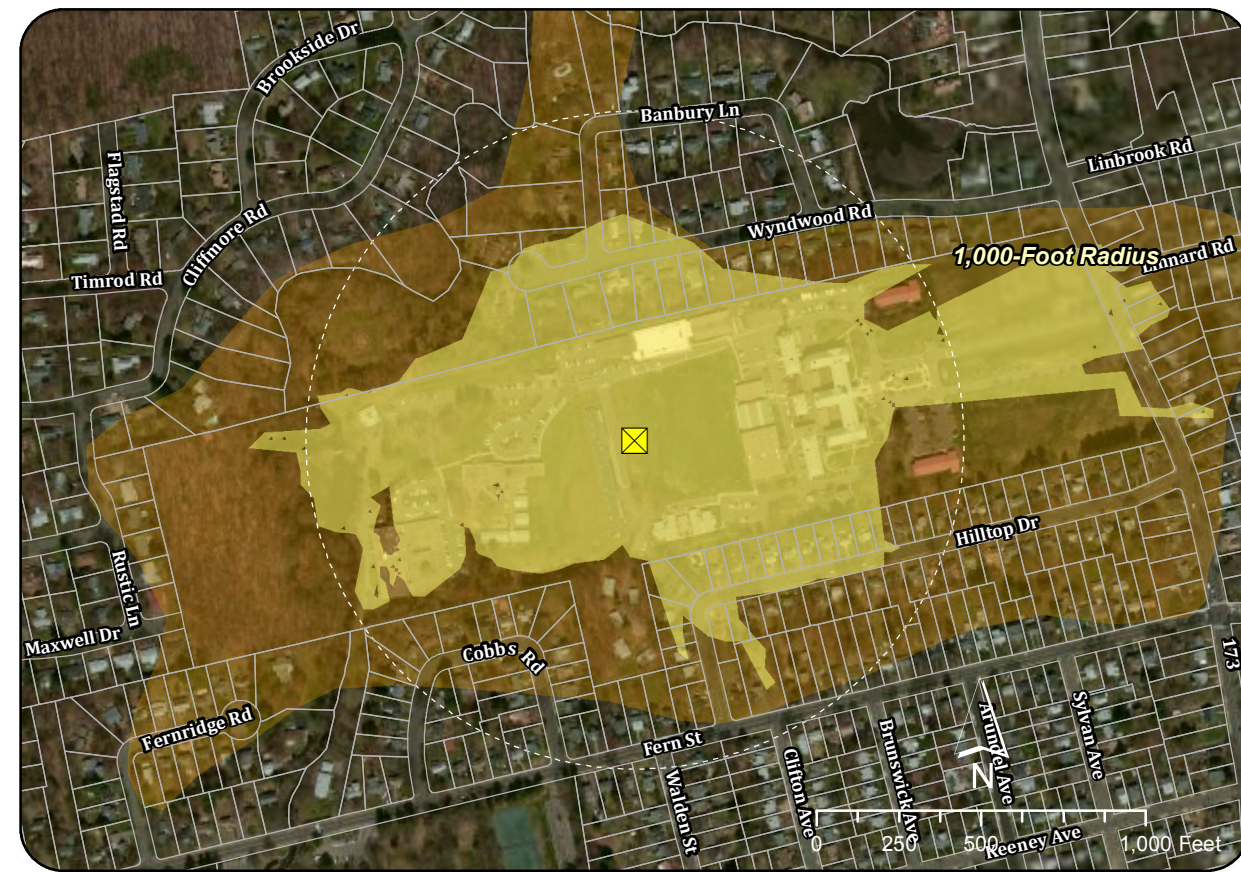 Brookside Dr
Banbury Ln
Linbrook Rd
Flagstad Rd
Cliffmore Rd
Wyndwood Rd
1,000-Foot Radius
Linnard Rd
Timrod Rd
Hilltop Dr
Rustic Ln
Maxwell Dr
Cobbs Rd
173
Fernridge Rd
Fern St
Walden St
Clifton Ave
Brunswick Ave
Arundel Ave
Sylvan Ave
N
0 250 500 1,000 Feet
Keeney Ave